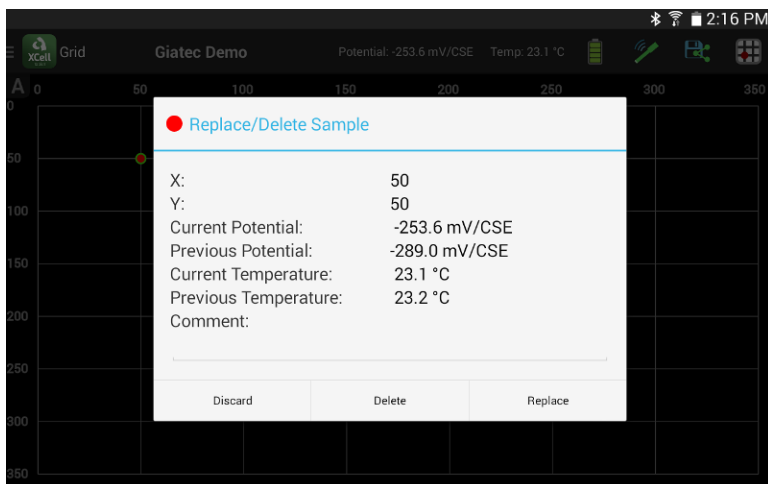 2:16 PM
XCell Grid Giatec Demo Potential: -253.6 mV/CSE Temp: 23.1 °C
A 0 50 100 150 200 250 300 350
0
50
100
150
200
250
300
350
Replace/Delete Sample
X: 50
Y: 50
Current Potential: -253.6 mV/CSE
Previous Potential: -289.0 mV/CSE
Current Temperature: 23.1 °C
Previous Temperature: 23.2 °C
Comment:
Discard Delete Replace